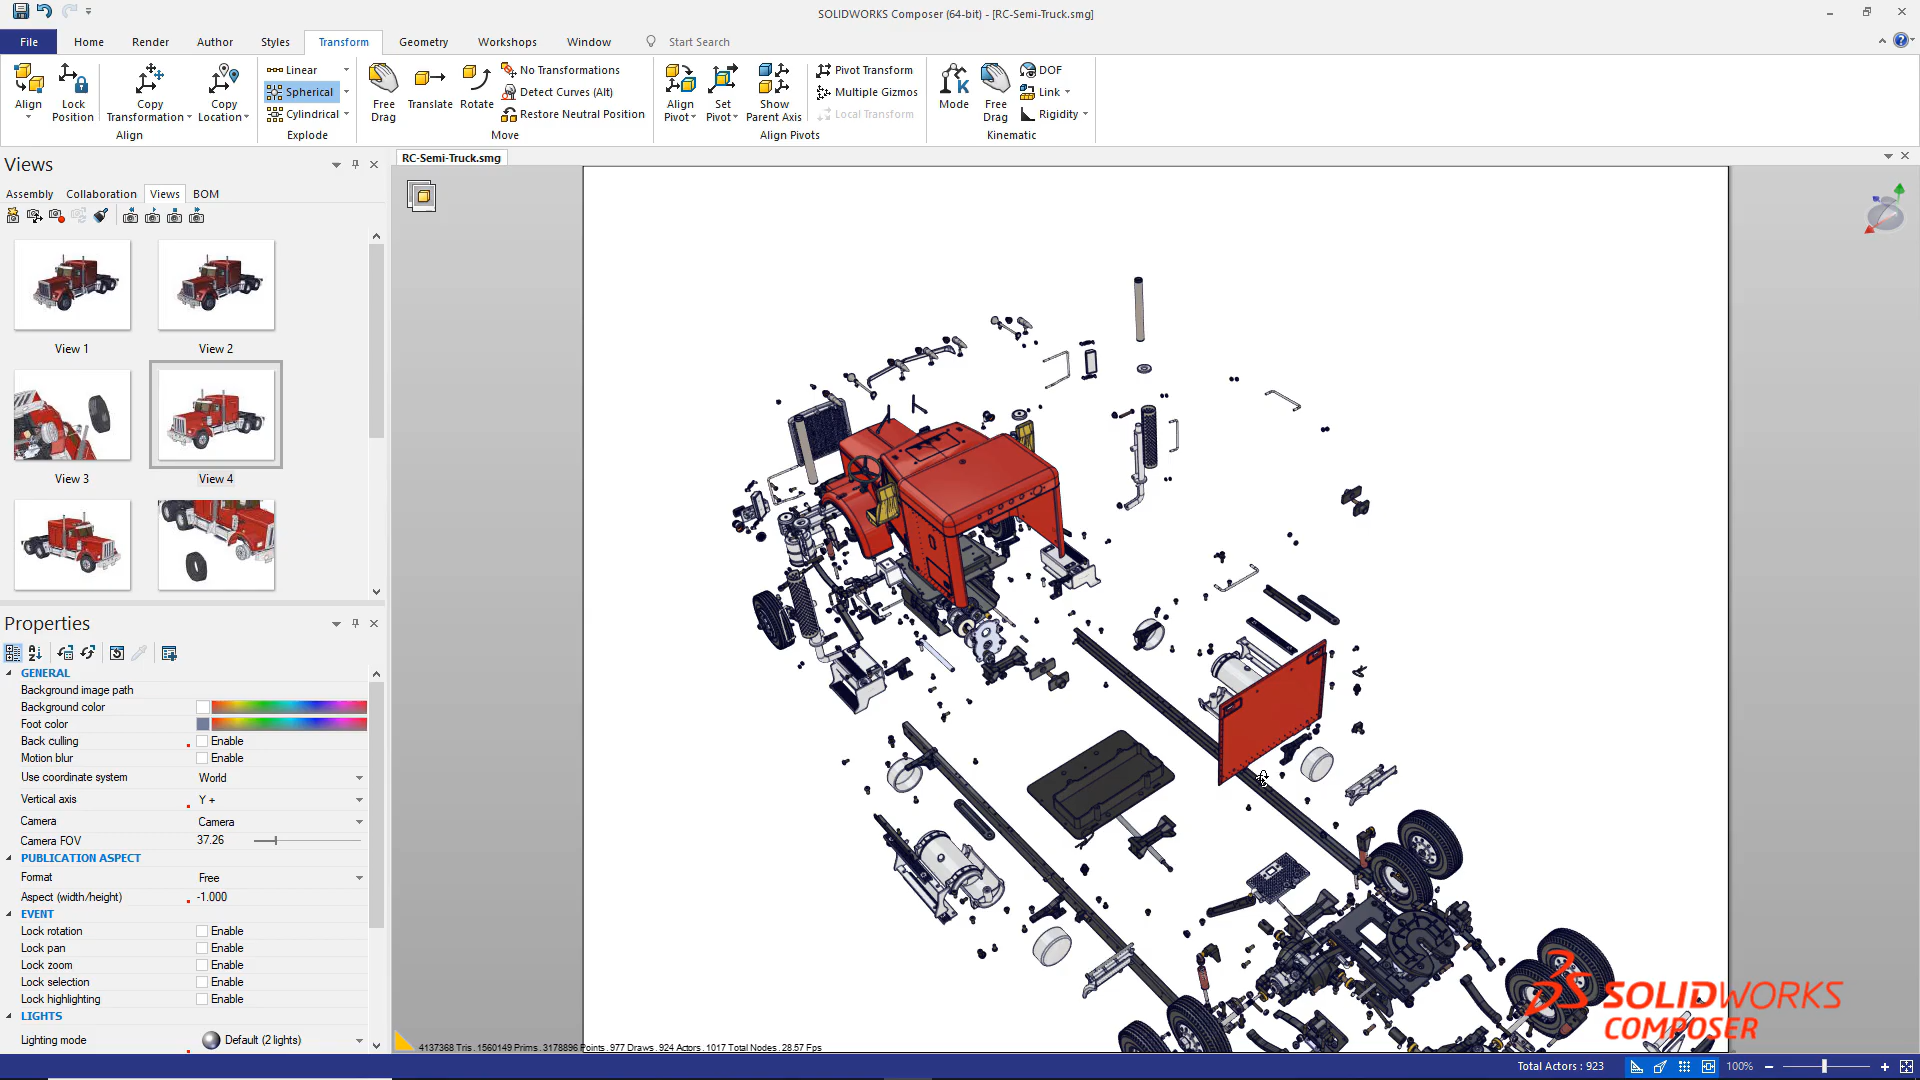 SOLIDWORKS Composer (64-bit) - [RC-Semi-Truck.smg]
File Home Render Author Styles Transform Geometry Workshops Window Start Search
Align
Lock Position
Copy Transformation
Copy Location
Align
Linear
Spherical
Cylindrical
Explode
Free Drag
Translate
Rotate
No Transformations
Detect Curves (Alt)
Restore Neutral Position
Move
Align Pivot
Set Pivot
Show Parent Axis
Pivot Transform
Multiple Gizmos
Local Transform
Align Pivots
Mode
Free Drag
DOF
Link
Rigidity
Kinematic
Views
Assembly Collaboration Views BOM
View 1 View 2
View 3 View 4
RC-Semi-Truck.smg
Properties
GENERAL
Background image path
Background color
Foot color
Back culling Enable
Motion blur Enable
Use coordinate system World
Vertical axis Y +
Camera Camera
Camera FOV 37.26
PUBLICATION ASPECT
Format Free
Aspect (width/height) -1.000
EVENT
Lock rotation Enable
Lock pan Enable
Lock zoom Enable
Lock selection Enable
Lock highlighting Enable
LIGHTS
Lighting mode Default (2 lights)
4137368 Tris . 1560149 Prims . 3178896 Points . 977 Draws . 924 Actors . 1017 Total Nodes . 28.57 Fps
SOLIDWORKS
COMPOSER
Total Actors : 923 100%